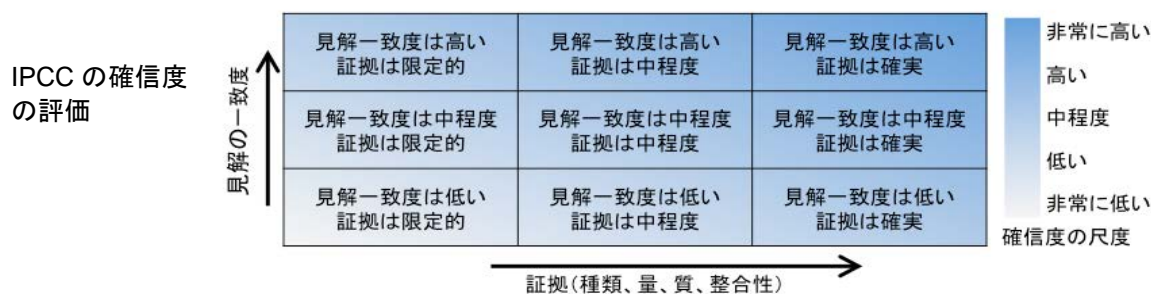 IPCC の確信度
の評価
見解の一致度
見解一致度は高い
証拠は限定的
見解一致度は高い
証拠は中程度
見解一致度は高い
証拠は確実
見解一致度は中程度
証拠は限定的
見解一致度は中程度
証拠は中程度
見解一致度は中程度
証拠は確実
見解一致度は低い
証拠は限定的
見解一致度は低い
証拠は中程度
見解一致度は低い
証拠は確実
証拠(種類、量、質、整合性)
非常に高い
高い
中程度
低い
非常に低い
確信度の尺度